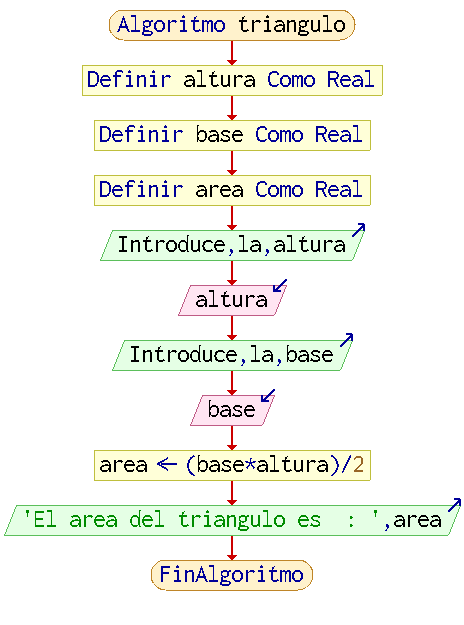 Algoritmo triangulo
Definir altura Como Real
Definir base Como Real
Definir area Como Real
Introduce,la,altura
altura
Introduce,la,base
base
area ← (base*altura)/2
'El area del triangulo es  : ',area
FinAlgoritmo